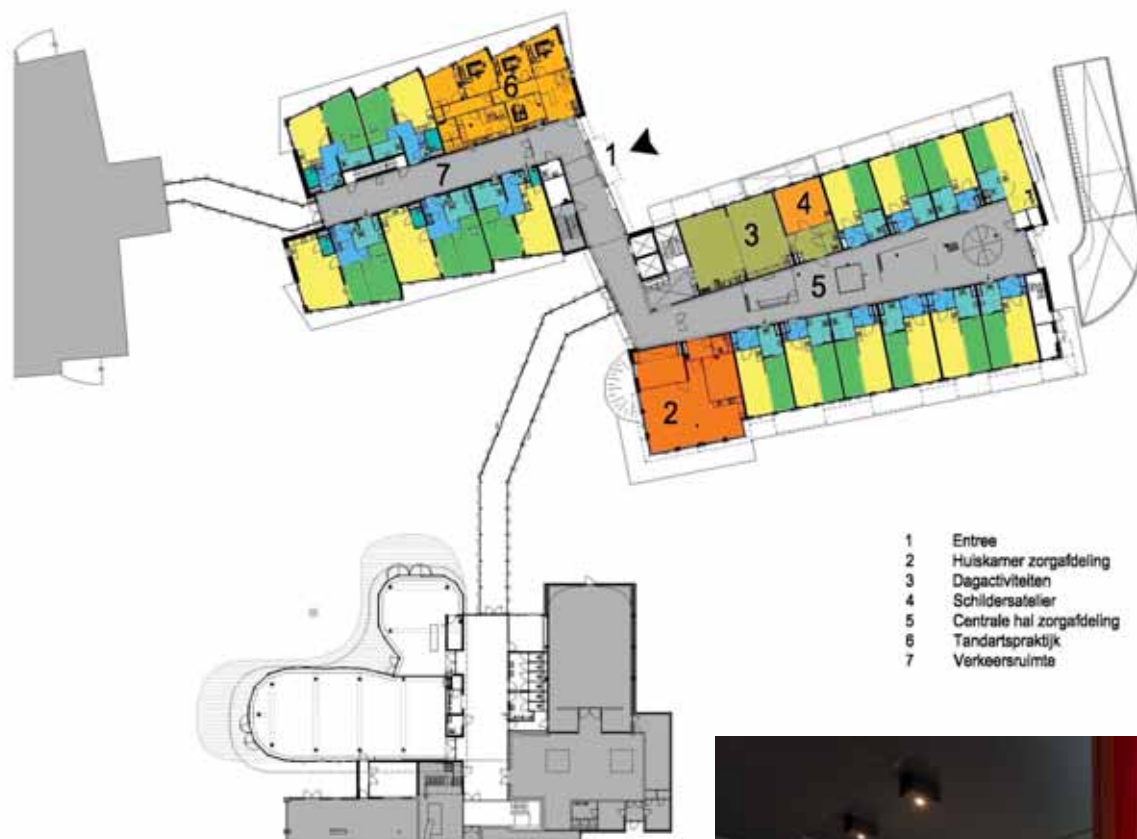 6
1
7
4
3
5
2
1 Entree
2 Huiskamer zorgafdeling
3 Dagactiviteiten
4 Schildersatelier
5 Centrale hal zorgafdeling
6 Tandartspraktijk
7 Verkeersruimte